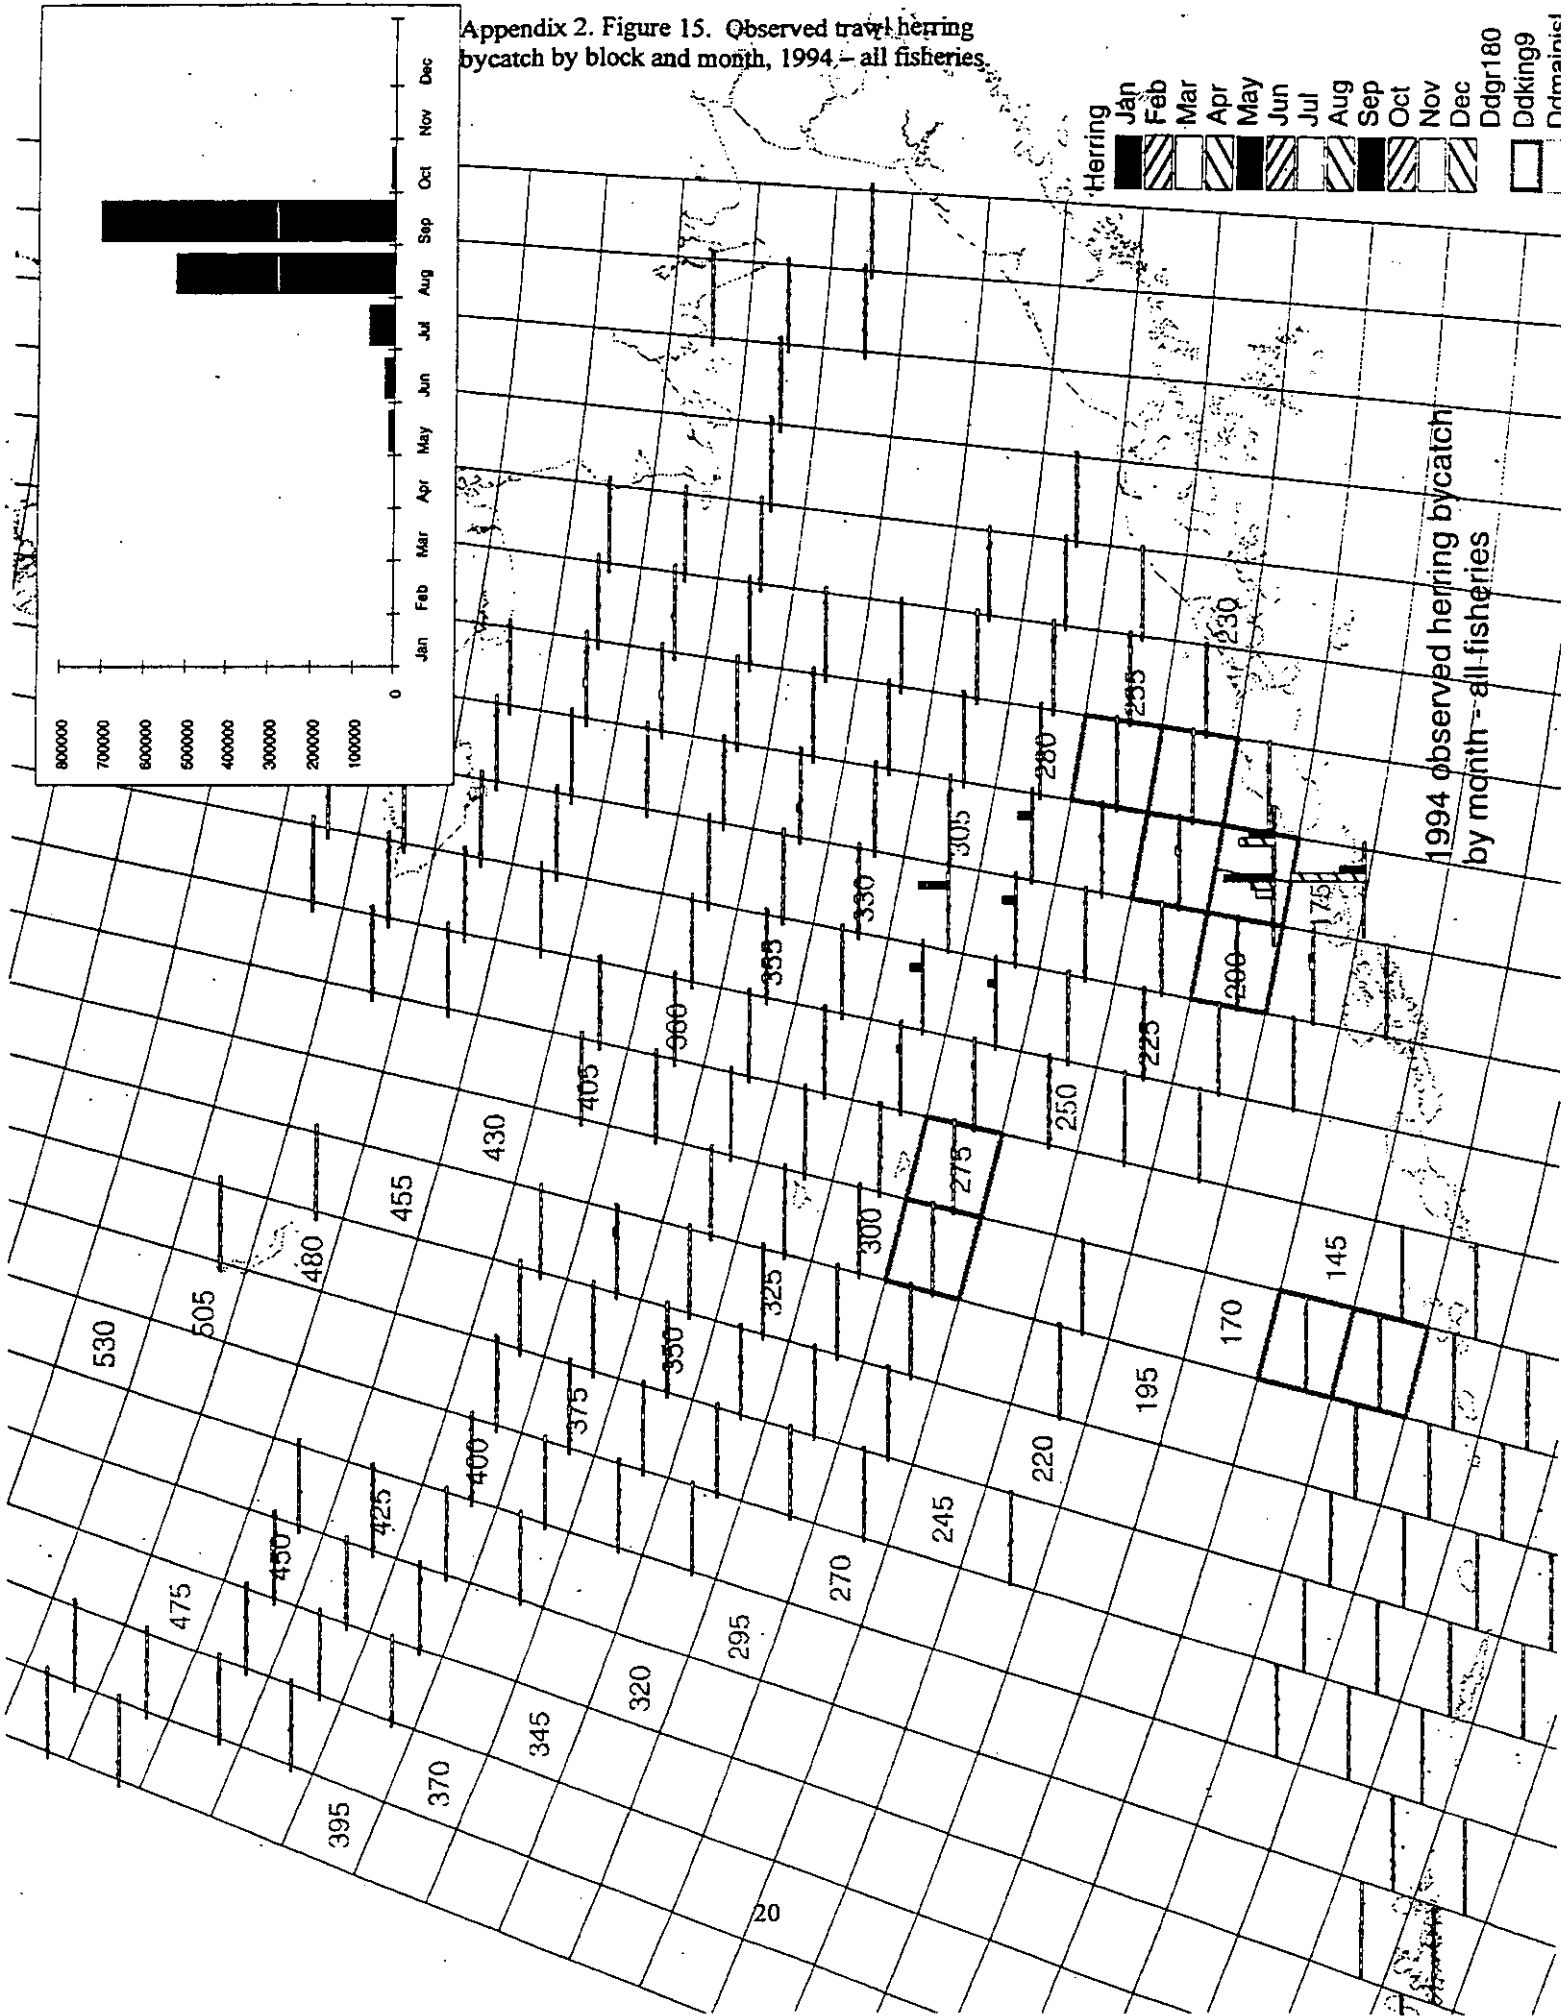 Appendix 2. Figure 15. Observed trawl herring
bycatch by block and month, 1994 – all fisheries.
800000
700000
600000
500000
400000
300000
200000
100000
0
Jan
Feb
Mar
Apr
May
Jun
Jul
Aug
Sep
Oct
Nov
Dec
Herring
Jan
Feb
Mar
Apr
May
Jun
Jul
Aug
Sep
Oct
Nov
Dec
Ddgr180
Ddking9
1994 observed herring bycatch
by month - all fisheries
530
505
480
455
430
405
355
330
305
280
255
230
475
450
425
400
375
350
325
300
275
250
225
200
175
395
370
345
320
295
270
245
220
195
170
145
20